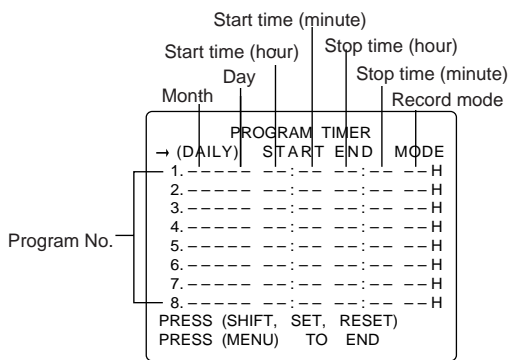 Start time (minute)
Start time (hour)
Stop time (hour)
Day
Stop time (minute)
Month
Record mode
PROGRAM TIMER
→ (DAILY) START END MODE
1. – – – – – – – : – – – – : – – – – H
2. – – – – – – – : – – – – : – – – – H
3. – – – – – – – : – – – – : – – – – H
4. – – – – – – – : – – – – : – – – – H
Program No.
5. – – – – – – – : – – – – : – – – – H
6. – – – – – – – : – – – – : – – – – H
7. – – – – – – – : – – – – : – – – – H
8. – – – – – – – : – – – – : – – – – H
PRESS (SHIFT, SET, RESET)
PRESS (MENU) TO END